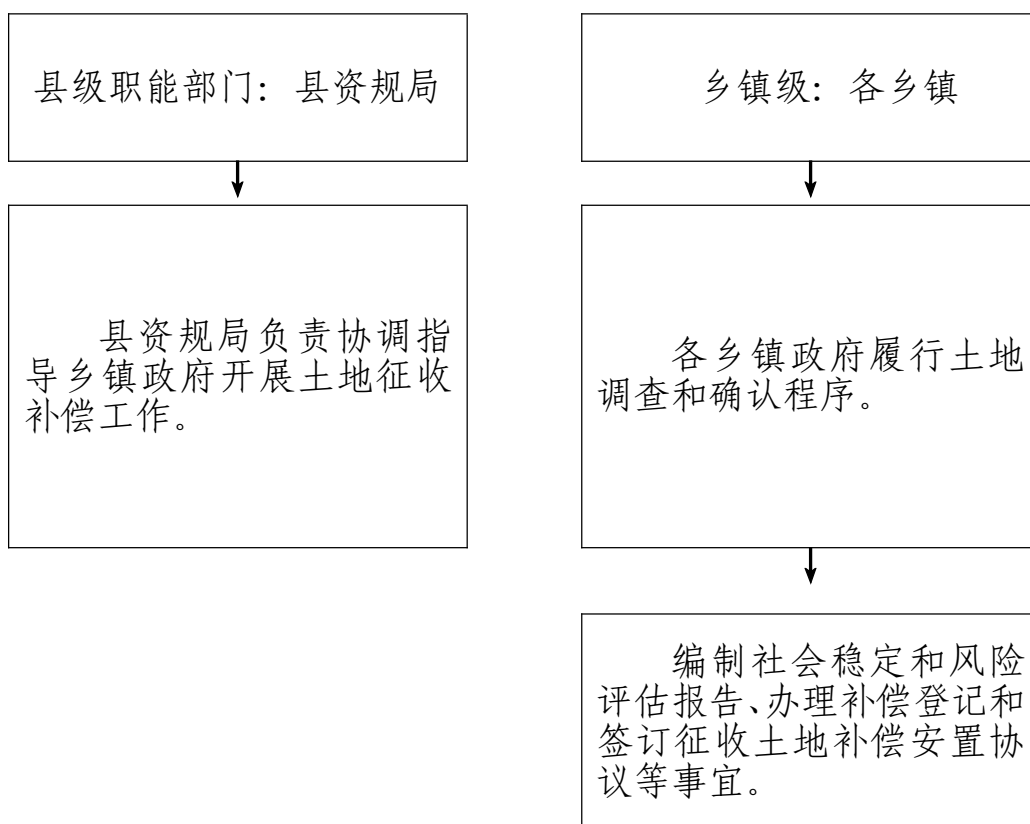 县级职能部门：县资规局
乡镇级：各乡镇
县资规局负责协调指
导乡镇政府开展土地征收
补偿工作。
各乡镇政府履行土地
调查和确认程序。
编制社会稳定和风险
评估报告、办理补偿登记和
签订征收土地补偿安置协
议等事宜。